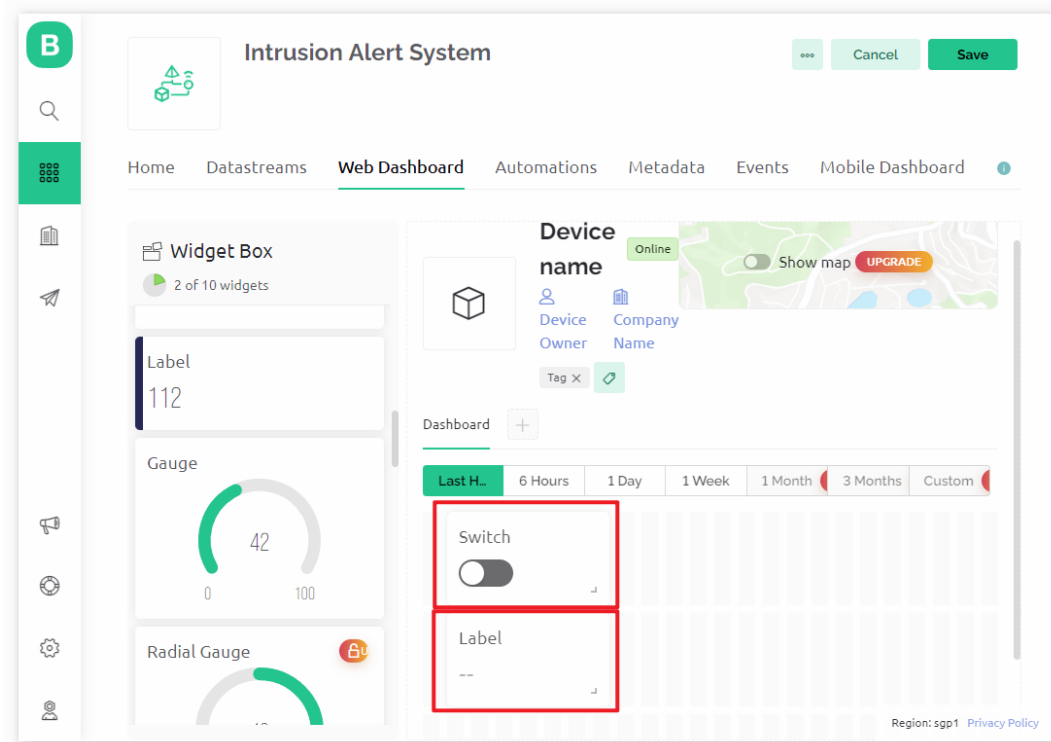 B
Intrusion Alert System
Cancel
Save
Home Datastreams Web Dashboard Automations Metadata Events Mobile Dashboard
Widget Box
2 of 10 widgets
Label
112
Gauge
42
0 100
Radial Gauge
Device
name
Online
Device
Owner
Company
Name
Tag
Show map UPGRADE
Dashboard
Last H... 6 Hours 1 Day 1 Week 1 Month 3 Months Custom
Switch
Label
--
Region: sgp1 Privacy Policy